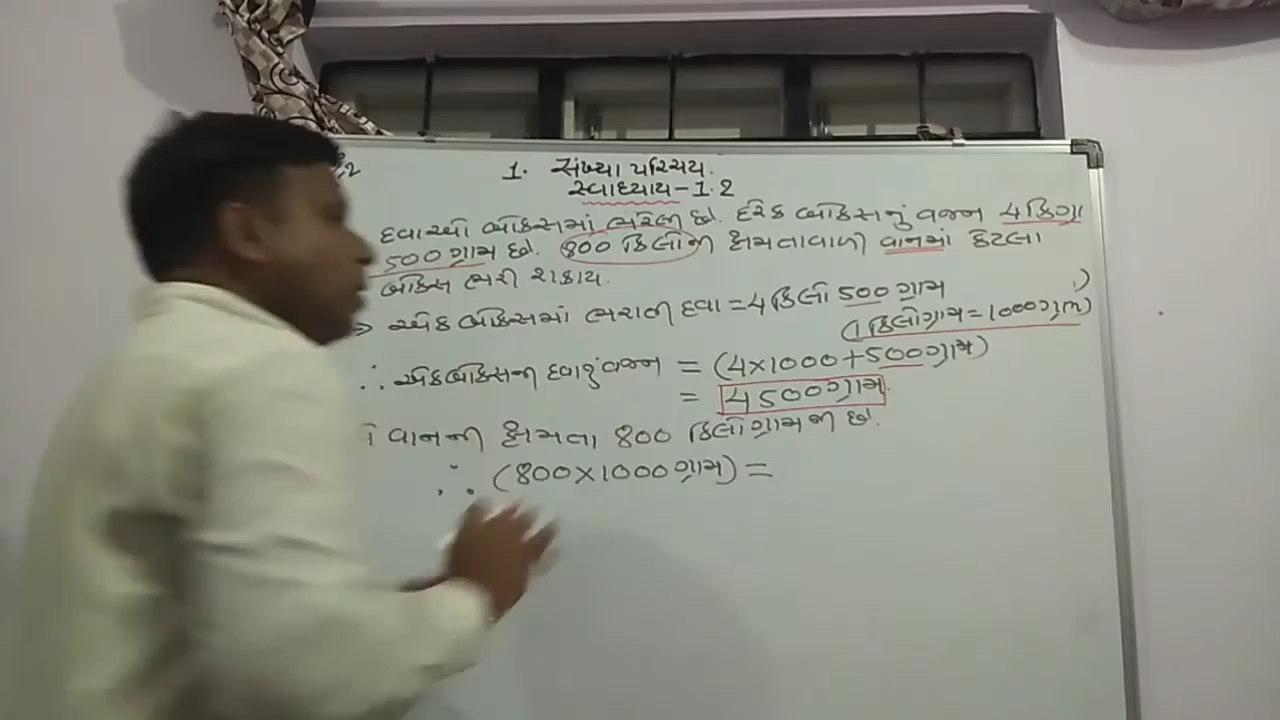 .2
1. સંખ્યા પરિચય.
સ્વાધ્યાય-1.2
દવાઓ બોક્સમાં ભરેલી છે. દરેક બોક્સનું વજન 4 કિગ્રા
500 ગ્રામ છે. 800 કિલોની ક્ષમતાવાળી વાનમાં કેટલા
બોક્સ ભરી શકાય.
⇒ એક બોક્સમાં ભરાતી દવા = 4 કિલો 500 ગ્રામ
(1 કિલોગ્રામ = 1000 ગ્રામ)
∴ એક બોક્સની દવાનું વજન = (4×1000+500 ગ્રામ)
= 4500 ગ્રામ.
વાનની ક્ષમતા 800 કિલોગ્રામ જ છે.
∴ (800×1000 ગ્રામ) =